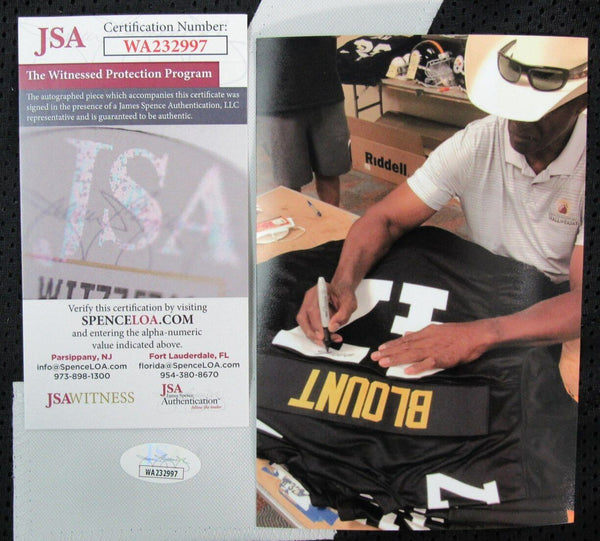 JSA
Certification Number:
WA232997
The Witnessed Protection Program
The autographed piece which accompanies this certificate was
signed in the presence of a James Spence Authentication, LLC
representative and is guaranteed to be authentic.
JSA
Verify this certification by visiting
SPENCELOA.COM
and entering the alpha-numeric
value indicated above.
Parsippany, NJ
info@SpenceLOA.com
973-898-1300
Fort Lauderdale, FL
florida@SpenceLOA.com
954-380-8670
JSAWITNESS
JSA
James Spence
Authentication
follow the leader
WA232997
Riddell
BLOUNT